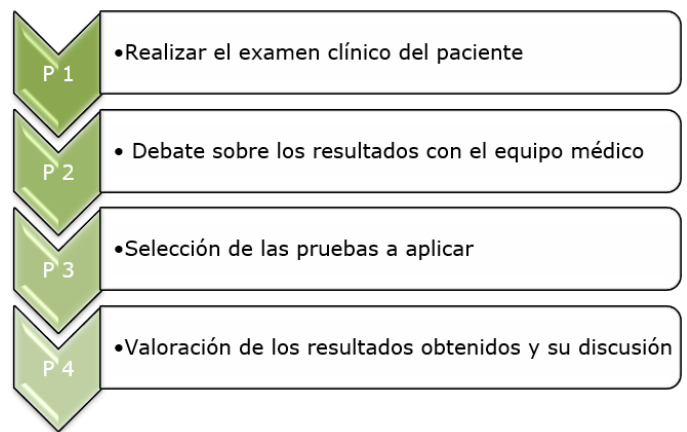 P 1
•Realizar el examen clínico del paciente
P 2
• Debate sobre los resultados con el equipo médico
P 3
•Selección de las pruebas a aplicar
P 4
•Valoración de los resultados obtenidos y su discusión